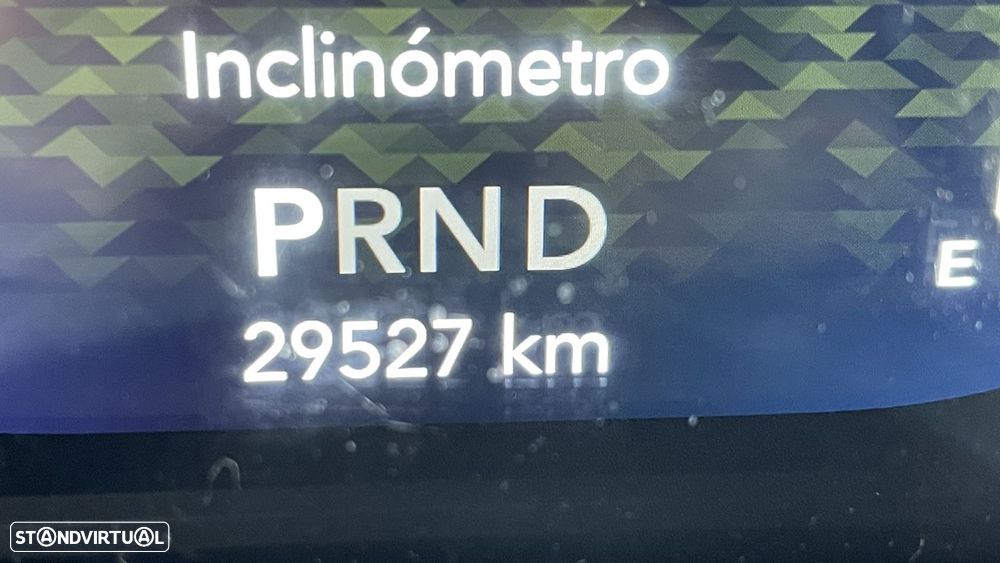 Inclinómetro
PRND
E
29527 km
STANDVIRTUAL